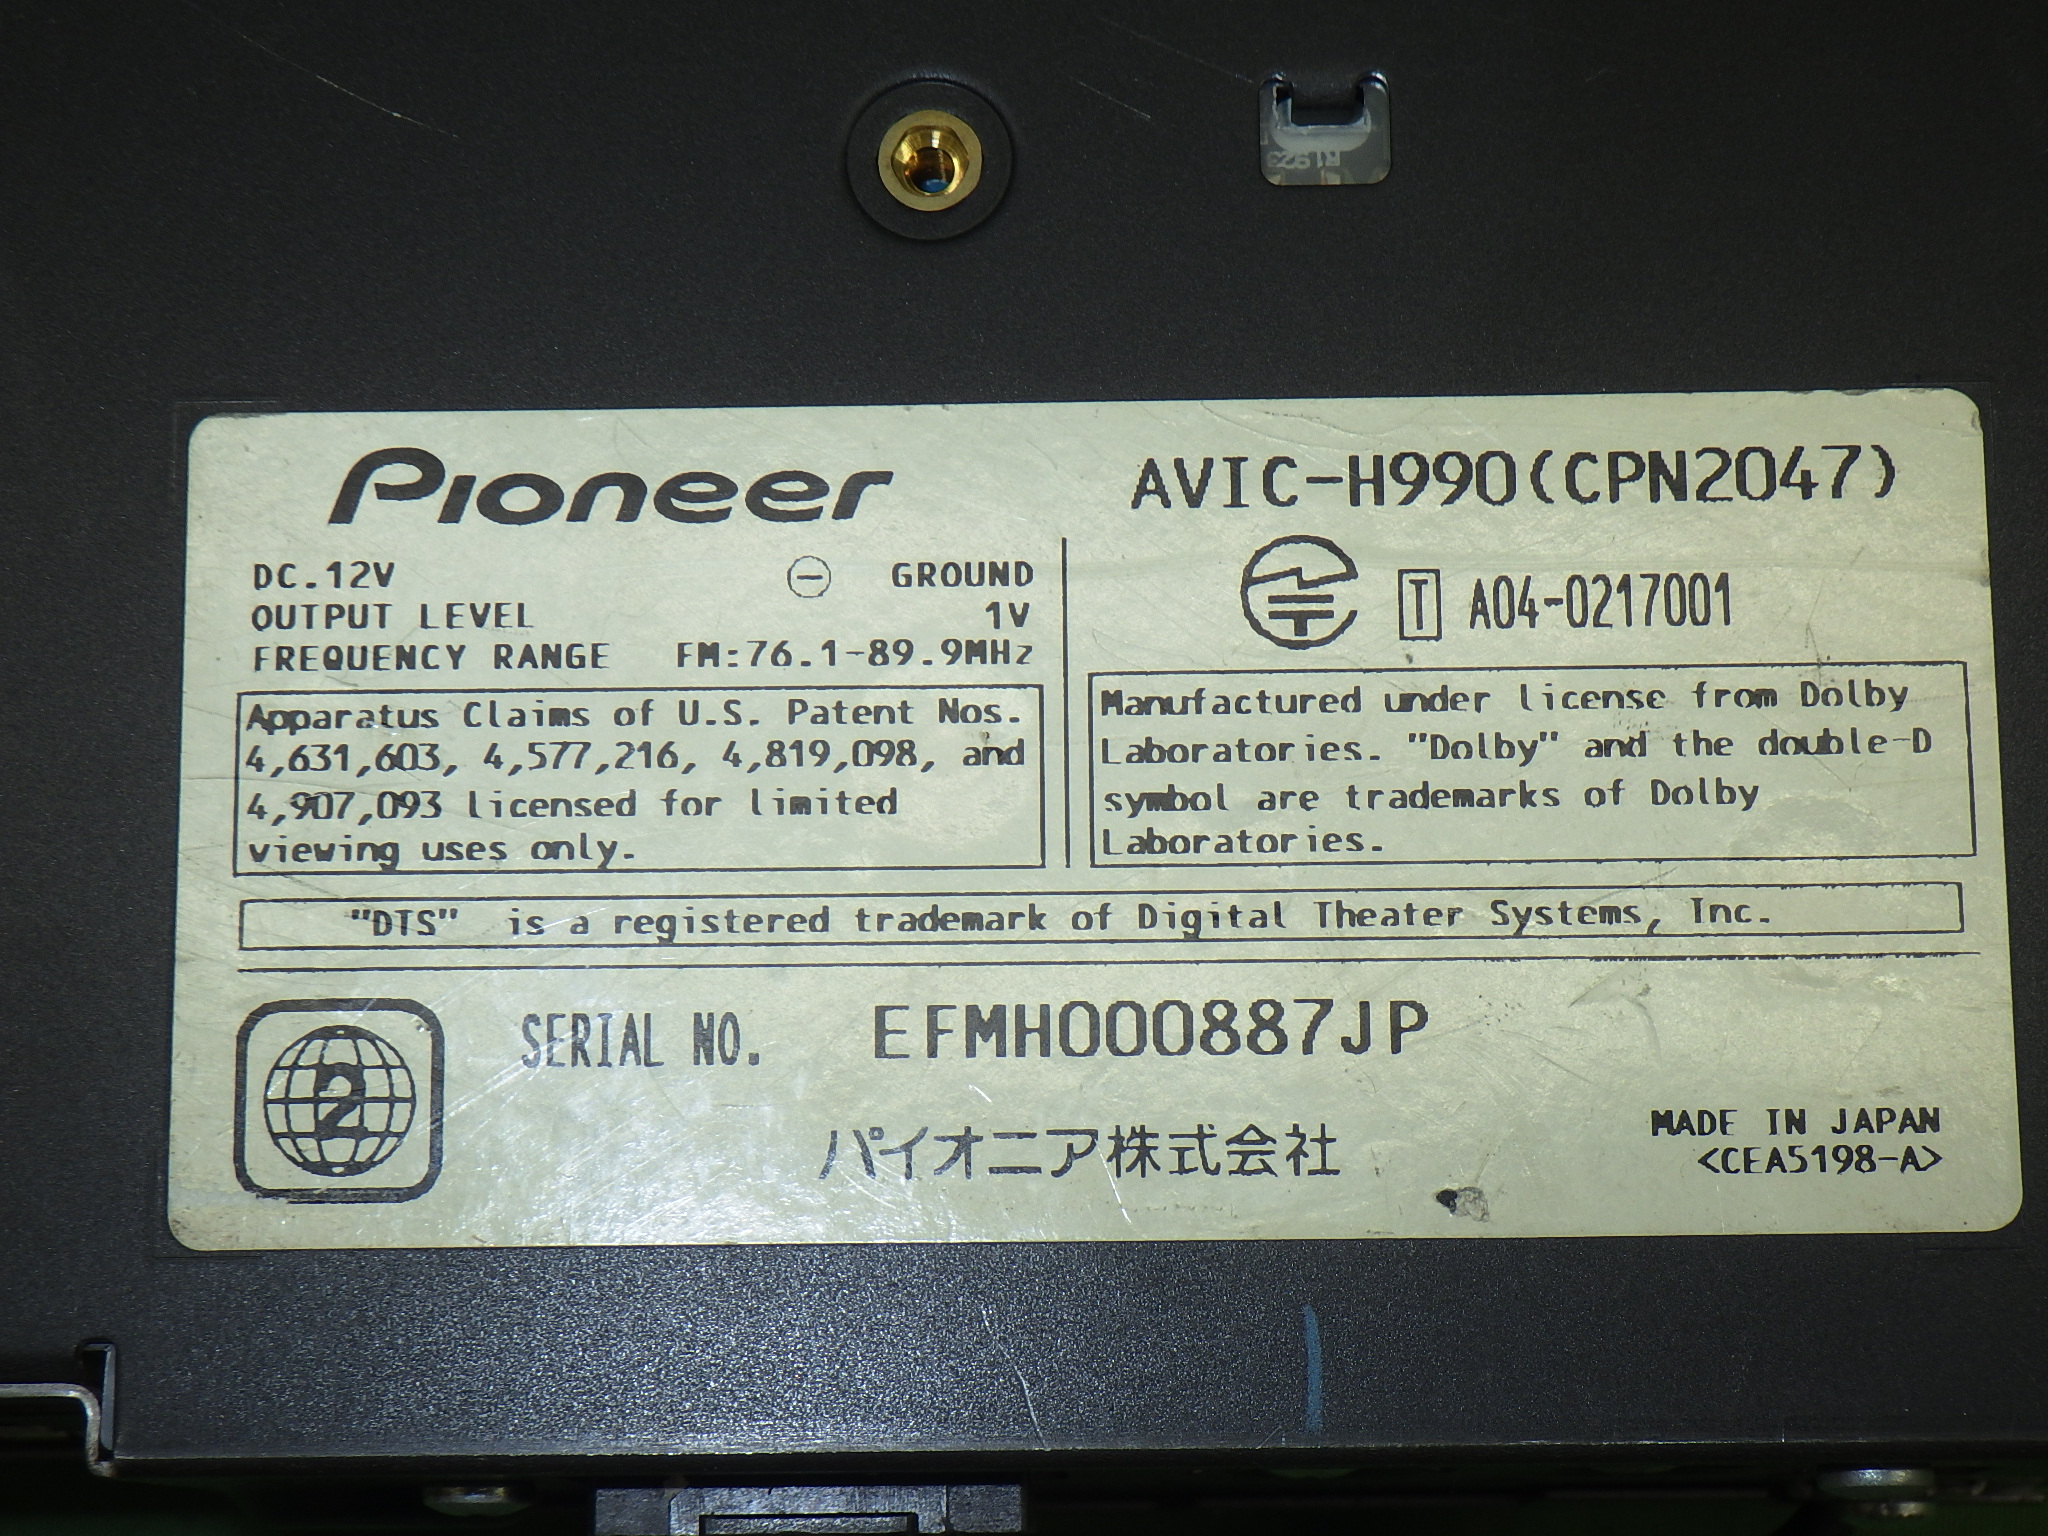 Pioneer
AVIC-H990(CPN2047)
DC.12V ⊖ GROUND
OUTPUT LEVEL 1V
FREQUENCY RANGE FM:76.1-89.9MHz
T A04-0217001
Apparatus Claims of U.S. Patent Nos.
4,631,603, 4,577,216, 4,819,098, and
4,907,093 licensed for limited
viewing uses only.
Manufactured under license from Dolby
Laboratories. "Dolby" and the double-D
symbol are trademarks of Dolby
Laboratories.
"DTS" is a registered trademark of Digital Theater Systems, Inc.
2
SERIAL NO. EFMH000887JP
パイオニア株式会社
MADE IN JAPAN
<CEA5198-A>